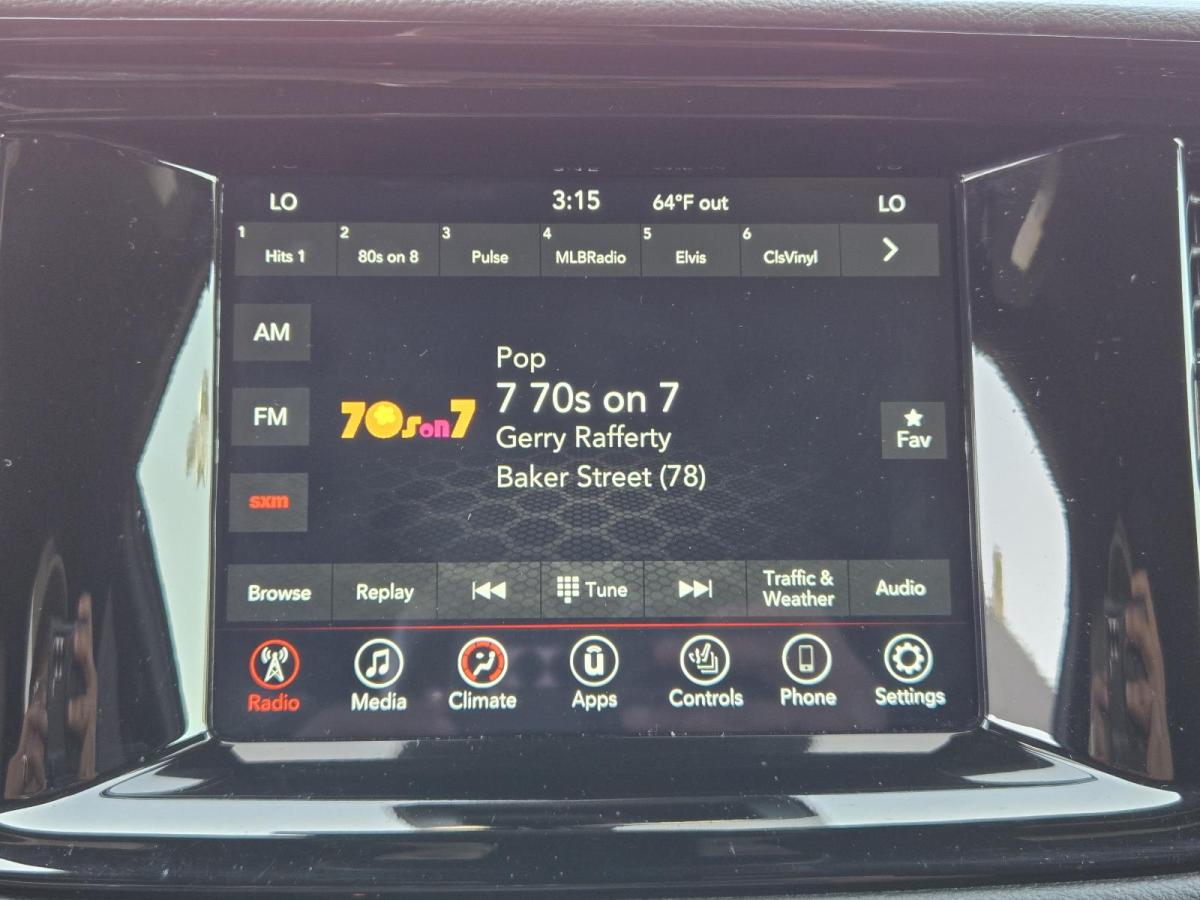 LO 3:15 64°F out LO
1 Hits 1 2 80s on 8 3 Pulse 4 MLBRadio 5 Elvis 6 ClsVinyl
AM
FM
sxm
70s on 7
Pop
7 70s on 7
Gerry Rafferty
Baker Street (78)
Fav
Browse Replay Tune Traffic & Weather Audio
Radio Media Climate Apps Controls Phone Settings